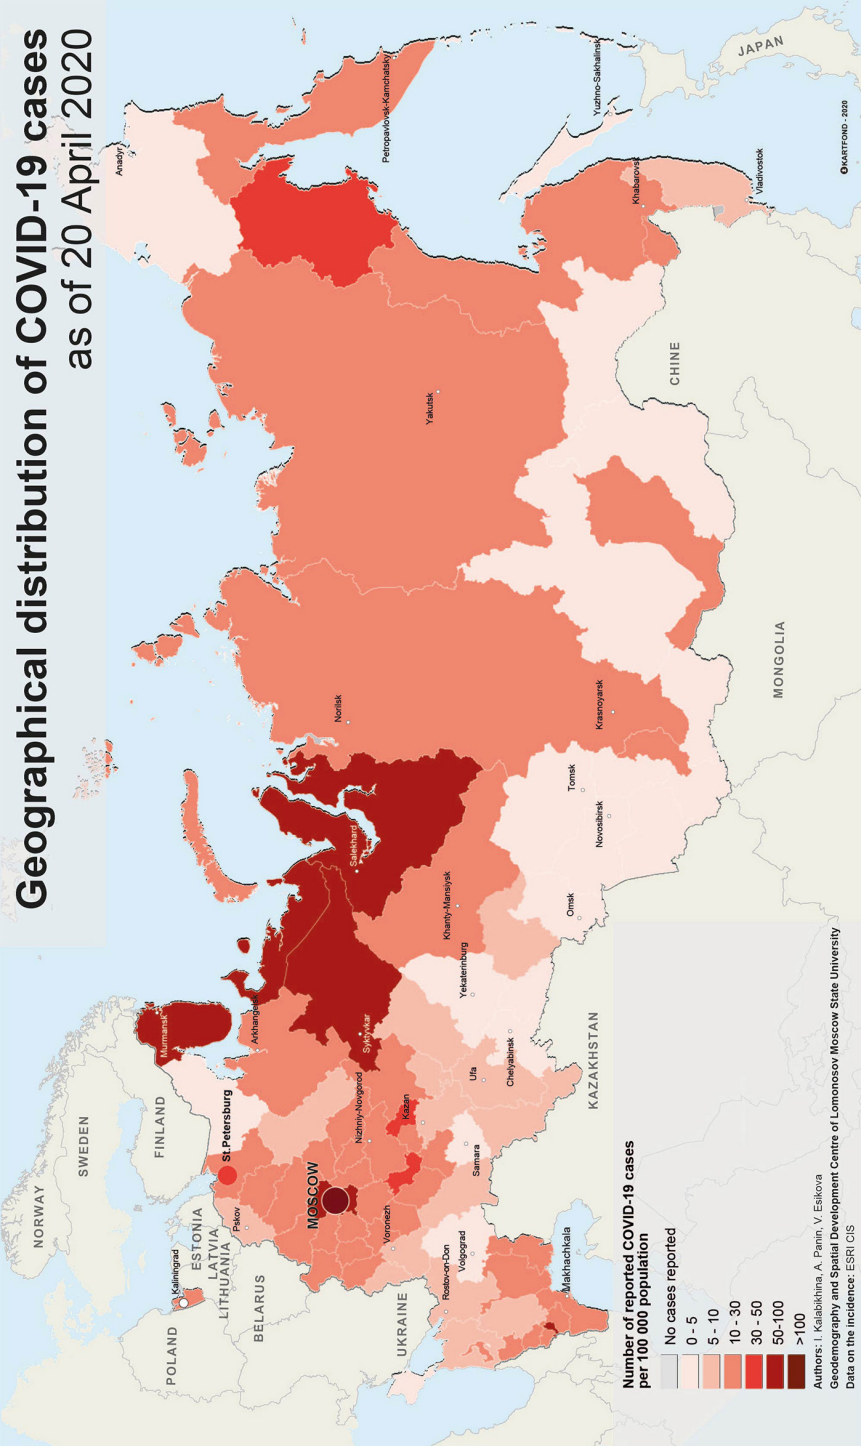 Geographical distribution of COVID-19 cases
as of 20 April 2020
NORWAY
SWEDEN
FINLAND
ESTONIA
LATVIA
LITHUANIA
POLAND
BELARUS
UKRAINE
KAZAKHSTAN
MONGOLIA
CHINE
JAPAN
Kaliningrad
Pskov
St.Petersburg
MOSCOW
Murmansk
Arkhangelsk
Syktyvkar
Nizhniy-Novgorod
Kazan
Voronezh
Rostov-on-Don
Volgograd
Makhachkala
Samara
Ufa
Chelyabinsk
Yekaterinburg
Khanty-Mansiysk
Salekhard
Omsk
Novosibirsk
Tomsk
Norilsk
Krasnoyarsk
Yakutsk
Anadyr
Petropavlovsk-Kamchatsky
Yuzhno-Sakhalinsk
Khabarovsk
Vladivostok
Number of reported COVID-19 cases
per 100 000 population
No cases reported
0 - 5
5 - 10
10 - 30
30 - 50
50-100
>100
Authors: I. Kalabikhina, A. Panin, V. Esikova
Geodemography and Spatial Development Centre of Lomonosov Moscow State University
Data on the incidence: ESRI CIS
©KARTFOND - 2020